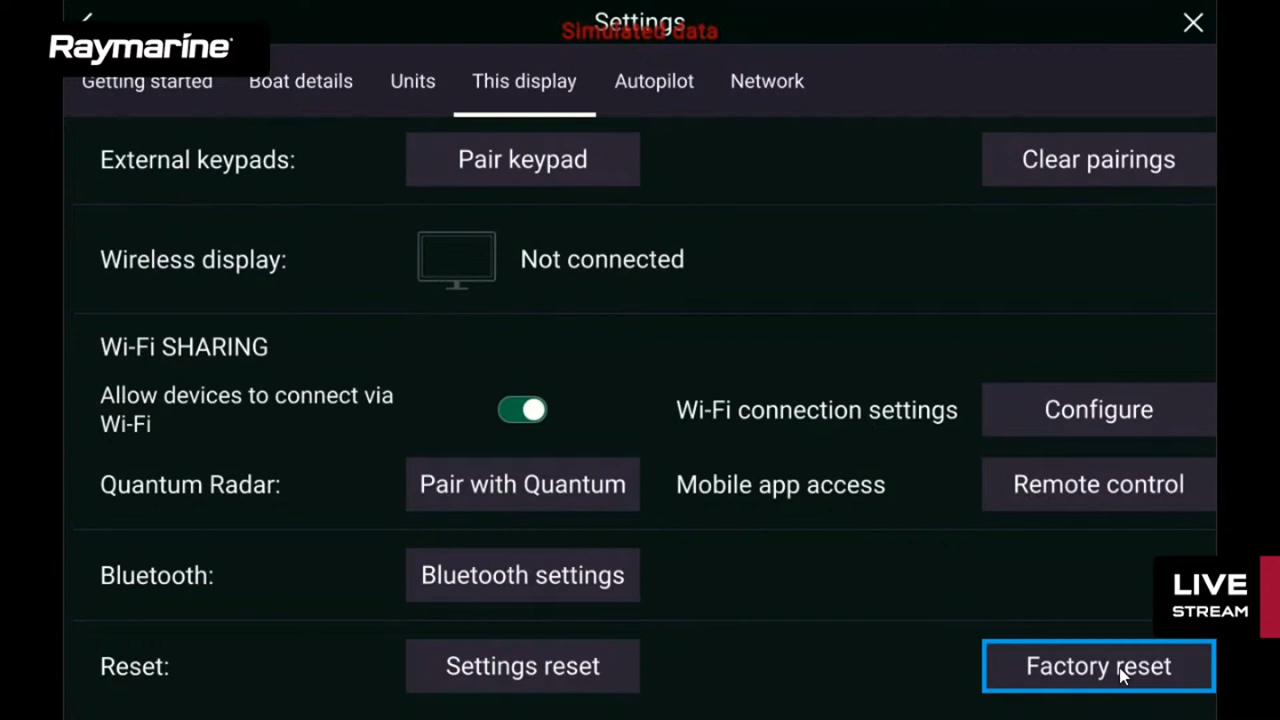 Settings
Simulated data
Raymarine
Getting started Boat details Units This display Autopilot Network
External keypads: Pair keypad Clear pairings
Wireless display: Not connected
Wi-Fi SHARING
Allow devices to connect via
Wi-Fi
Wi-Fi connection settings Configure
Quantum Radar: Pair with Quantum Mobile app access Remote control
Bluetooth: Bluetooth settings
LIVE
STREAM
Reset: Settings reset Factory reset